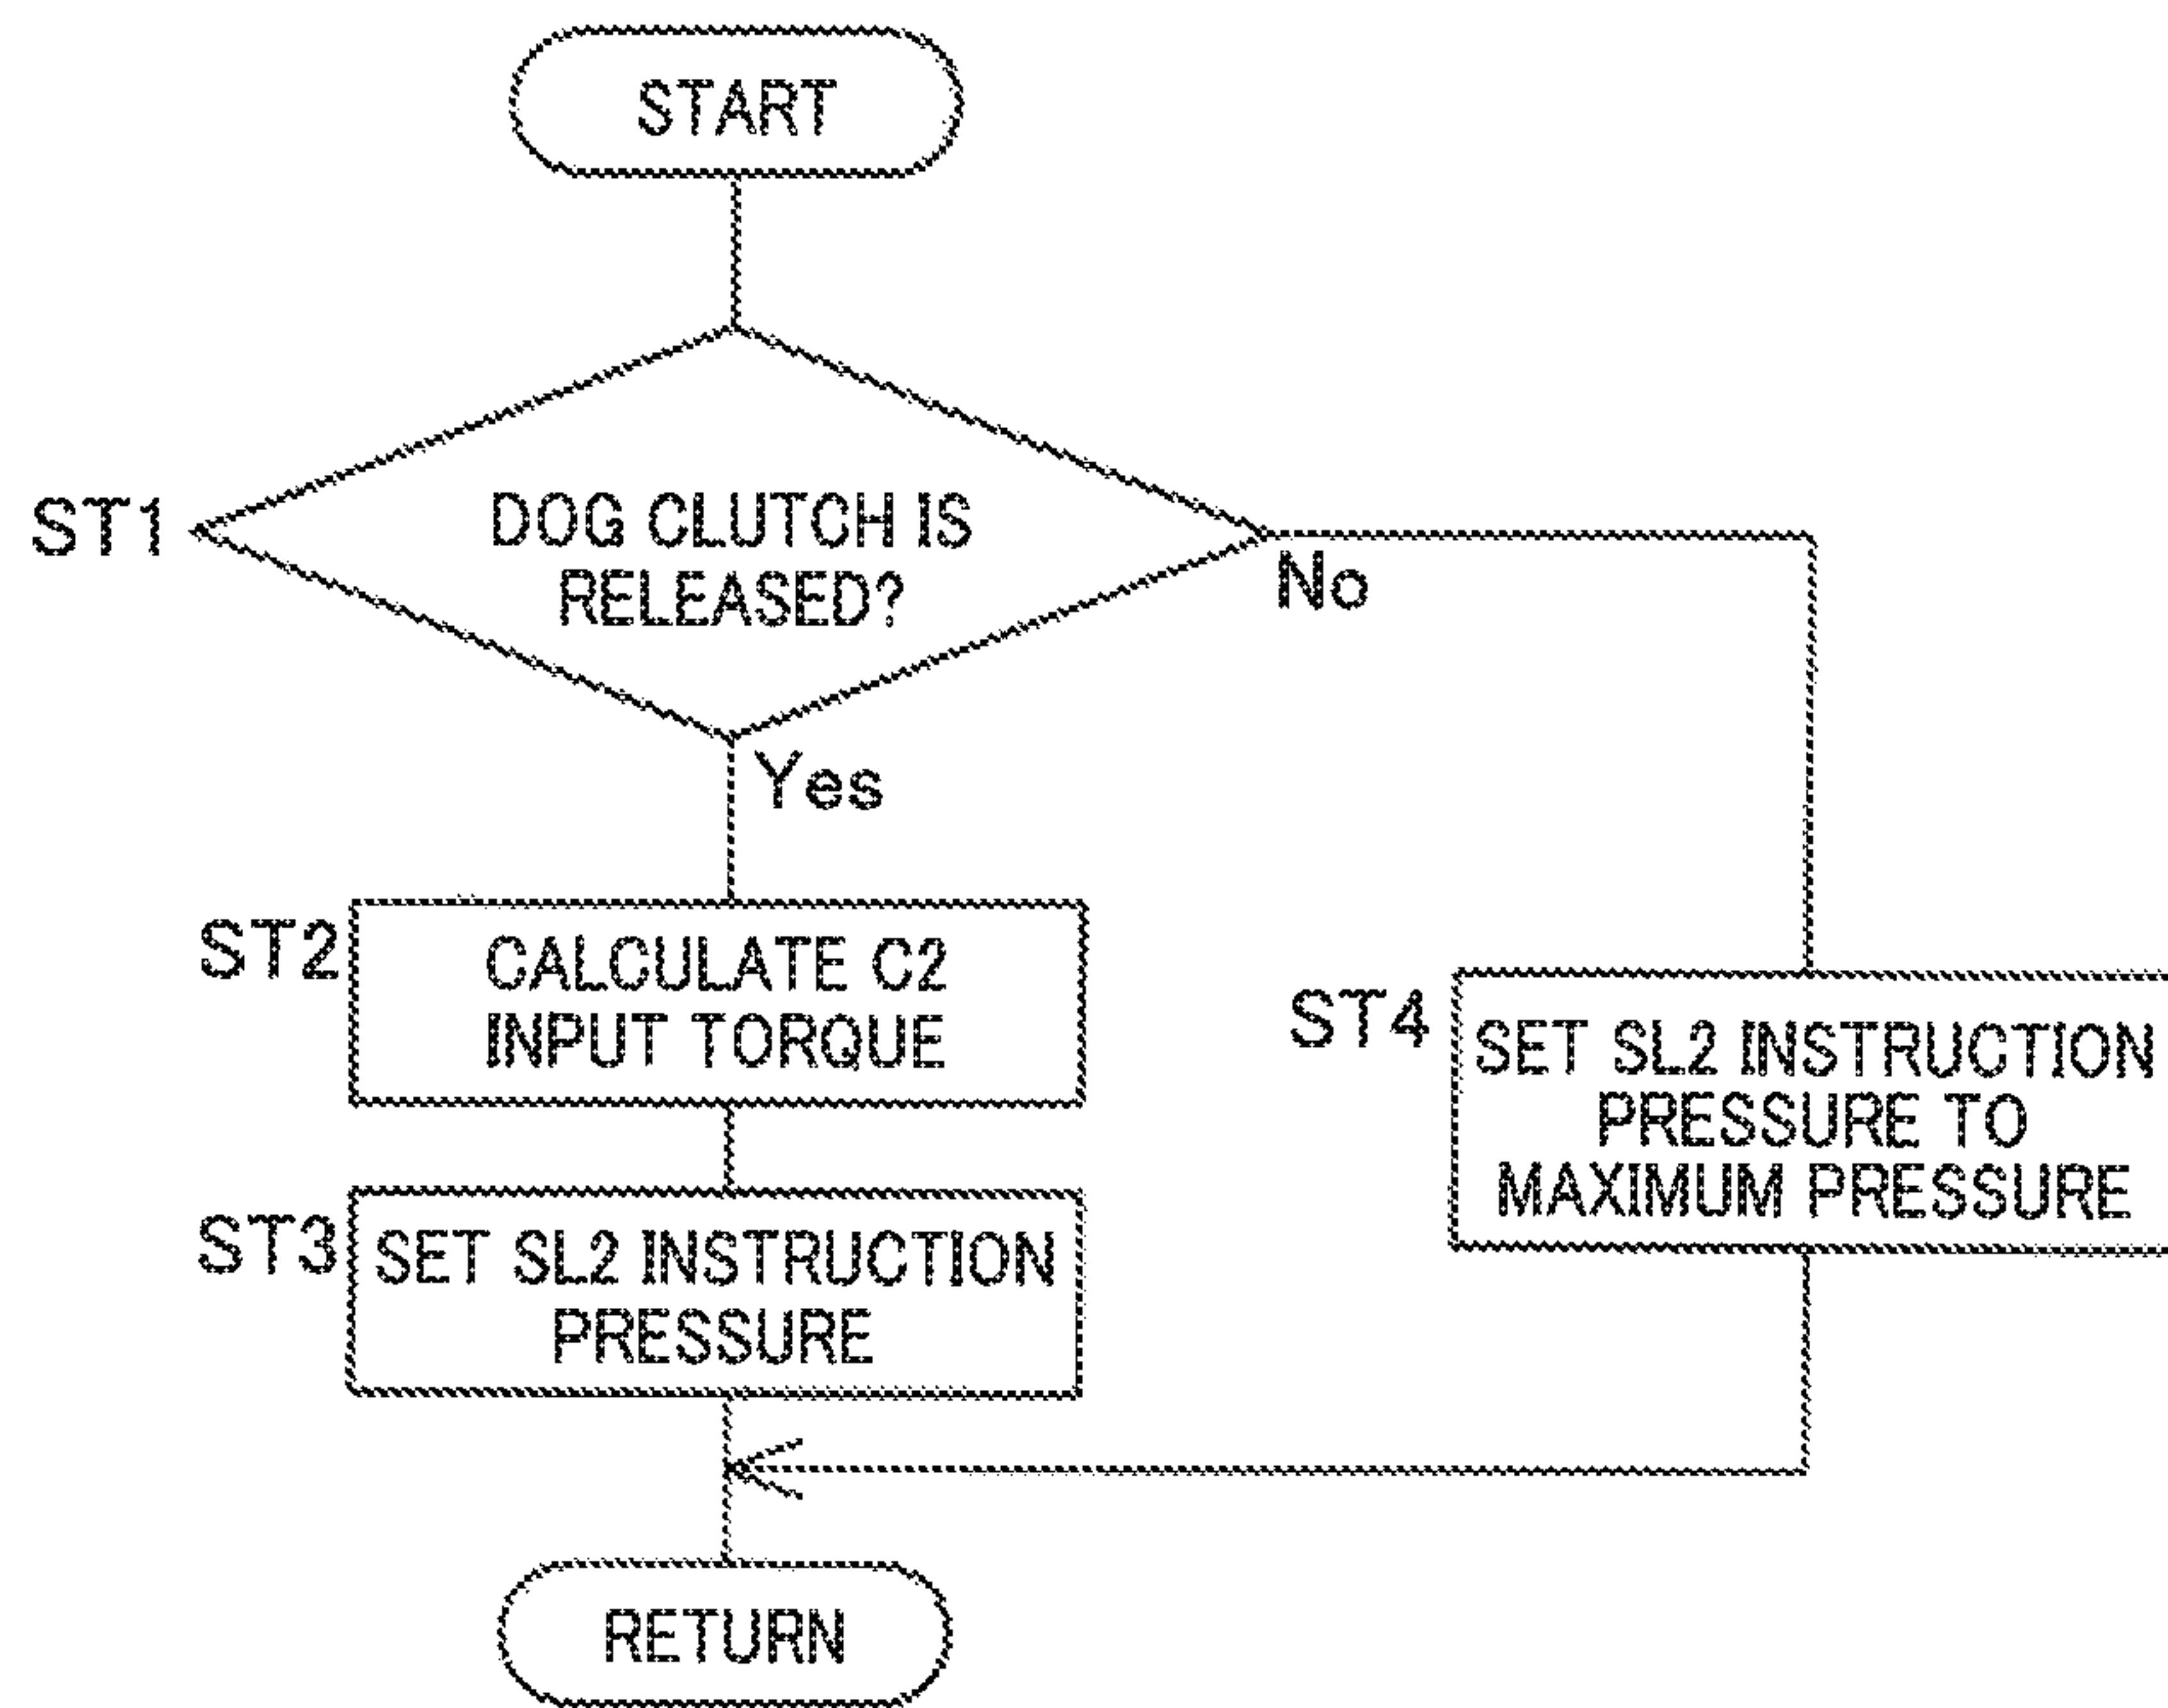 START
ST1
DOG CLUTCH IS
RELEASED?
No
Yes
ST2
CALCULATE C2
INPUT TORQUE
ST4
SET SL2 INSTRUCTION
PRESSURE TO
MAXIMUM PRESSURE
ST3
SET SL2 INSTRUCTION
PRESSURE
RETURN